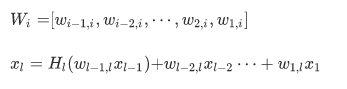 W_i =[w_{i−1,i}, w_{i−2,i}, ⋯, w_{2,i}, w_{1,i}]
x_l = H_l(w_{l−1,l}x_{l−1})+w_{l−2,l}x_{l−2} ⋯ + w_{1,l}x_1